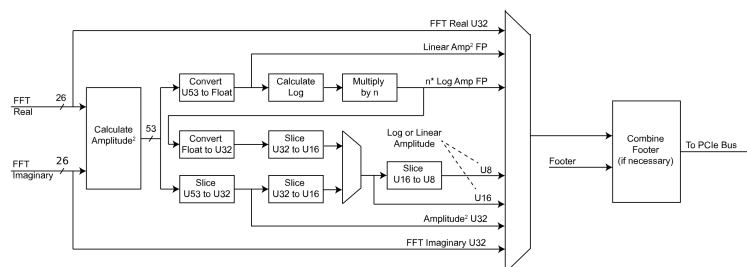 FFT Real U32
Linear Amp² FP
n* Log Amp FP
FFT
Real
26
Calculate
Amplitude²
53
Convert
U53 to Float
Calculate
Log
Multiply
by n
Convert
Float to U32
Slice
U32 to U16
Log or Linear
Amplitude
FFT
Imaginary
26
Slice
U53 to U32
Slice
U32 to U16
Slice
U16 to U8
U8
U16
Amplitude² U32
FFT Imaginary U32
Footer
Combine
Footer
(if necessary)
To PCIe Bus